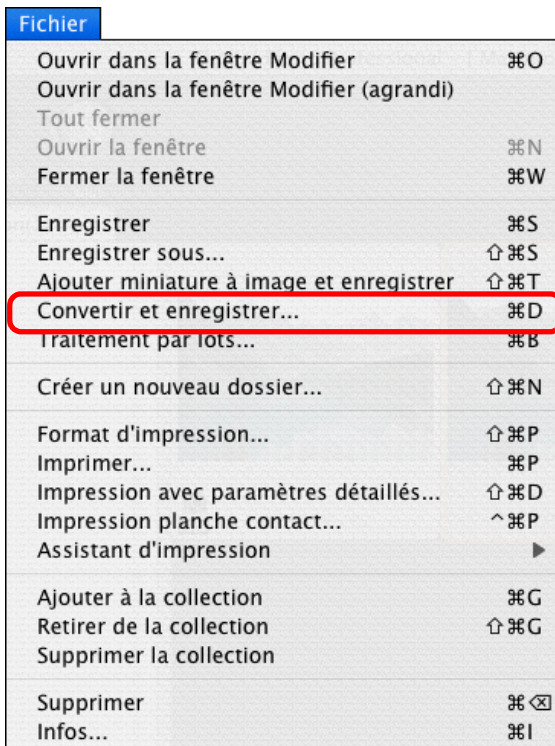 Fichier
Ouvrir dans la fenêtre Modifier ⌘O
Ouvrir dans la fenêtre Modifier (agrandi)
Tout fermer
Ouvrir la fenêtre ⌘N
Fermer la fenêtre ⌘W
Enregistrer ⌘S
Enregistrer sous... ⇧⌘S
Ajouter miniature à image et enregistrer ⇧⌘T
Convertir et enregistrer... ⌘D
Traitement par lots... ⌘B
Créer un nouveau dossier... ⇧⌘N
Format d'impression... ⇧⌘P
Imprimer... ⌘P
Impression avec paramètres détaillés... ⇧⌘D
Impression planche contact... ^⌘P
Assistant d'impression ▶
Ajouter à la collection ⌘G
Retirer de la collection ⇧⌘G
Supprimer la collection
Supprimer ⌘⌫
Infos... ⌘I